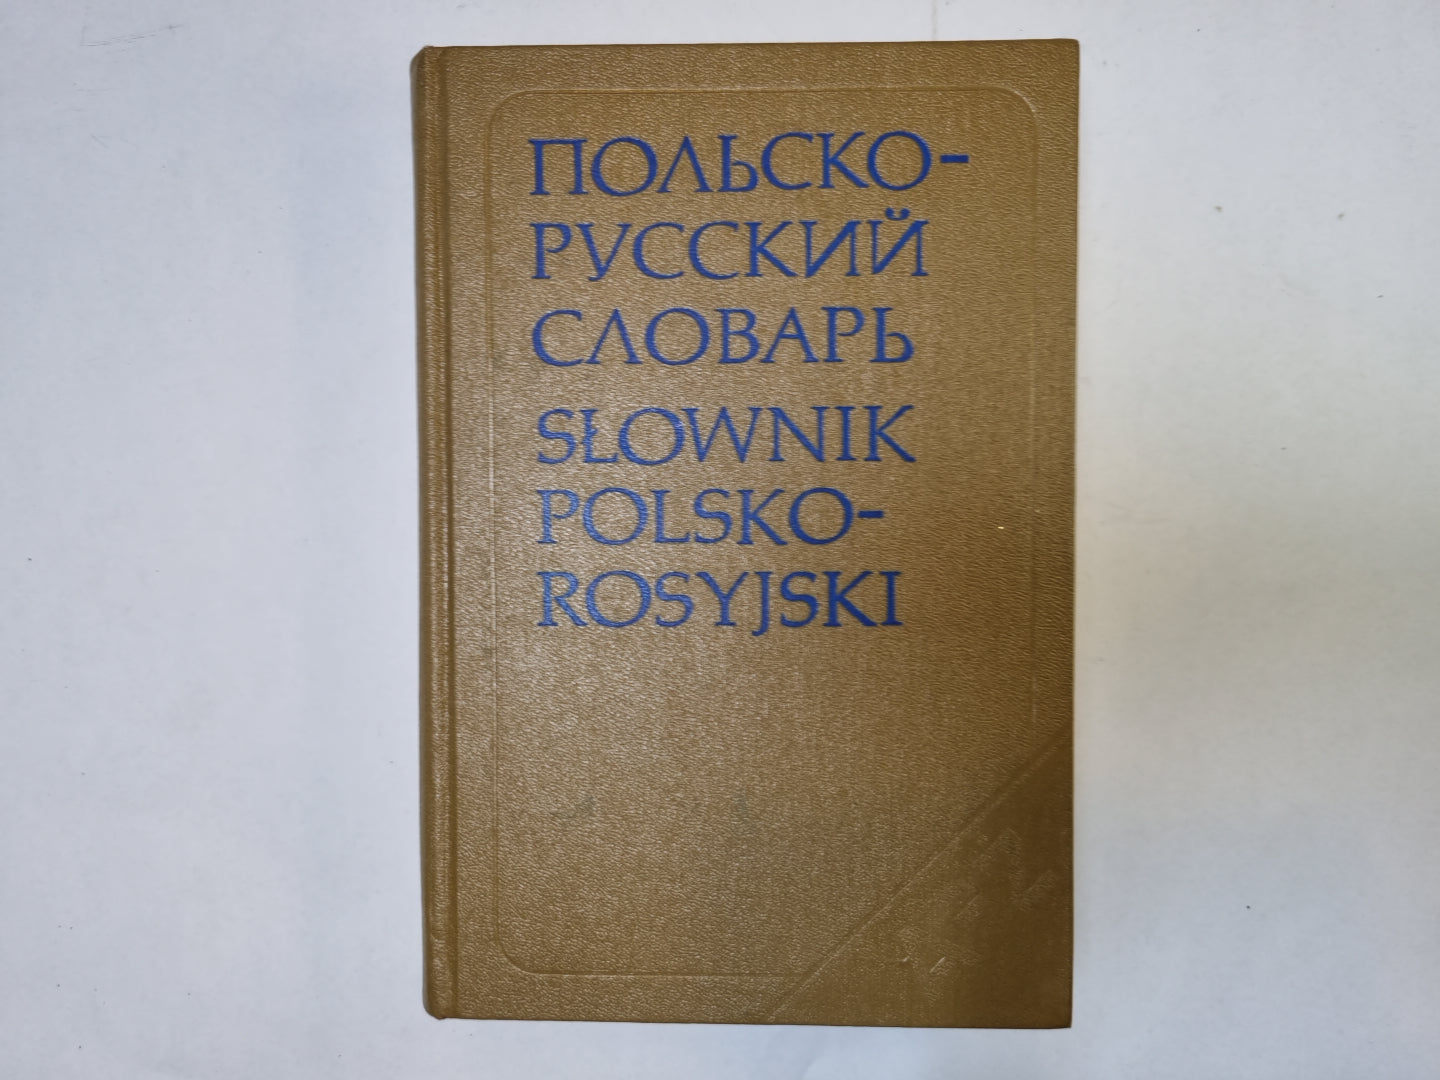 ПОЛЬСКО-
РУССКИЙ
СЛОВАРЬ
SŁOWNIK
POLSKO-
ROSYJSKI